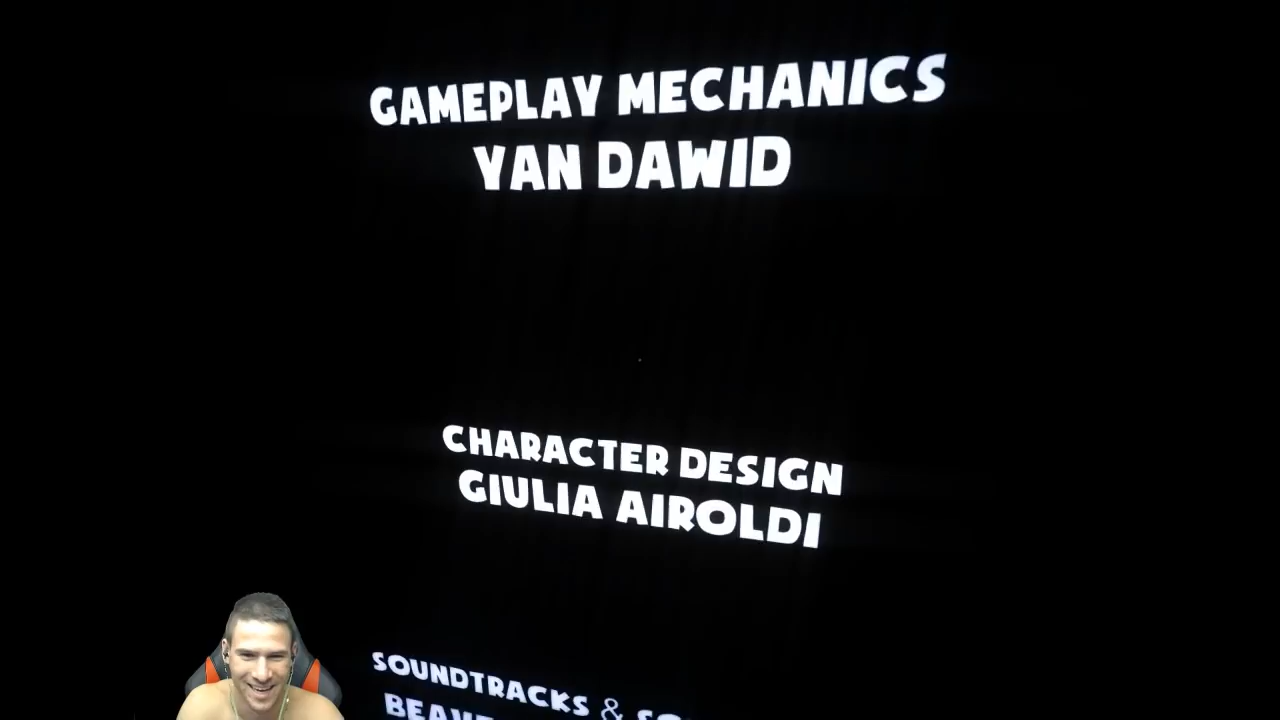 GAMEPLAY MECHANICS
YAN DAWID
CHARACTER DESIGN
GIULIA AIROLDI
SOUNDTRACKS &